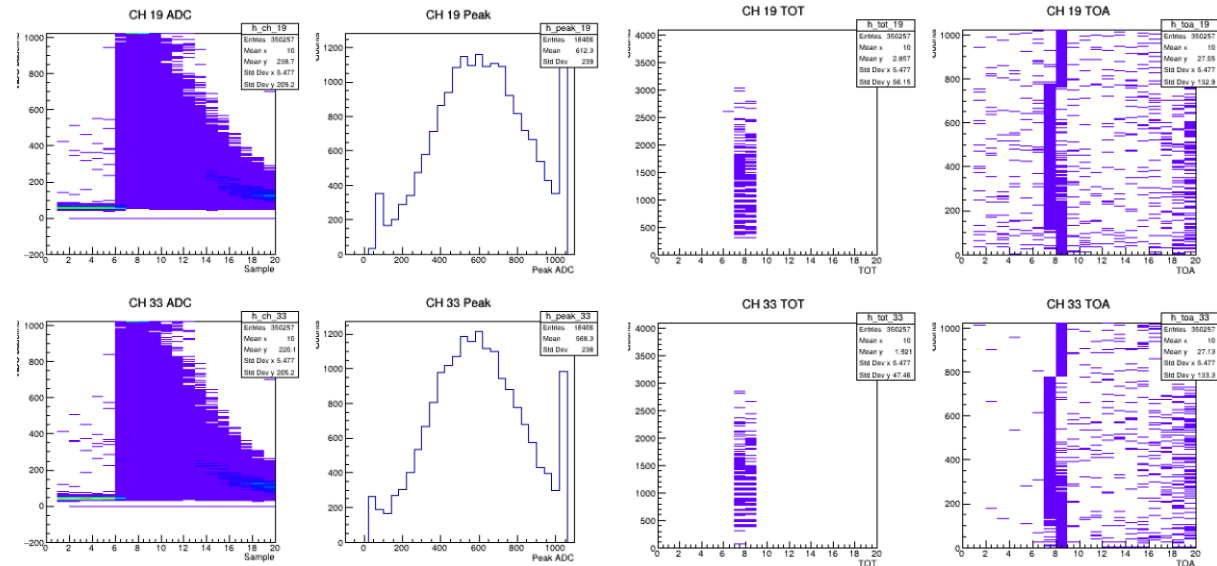 CH 19 ADC
h_ch_19
Entries 350257
Mean x 10
Mean y 238.7
Std Dev x 5.477
Std Dev y 209.2
1000
800
600
400
200
0
−200
0 2 4 6 8 10 12 14 16 18 20
Sample
CH 19 Peak
h_peak_19
Mean 612.3
Std Dev 239
1200
1000
800
600
400
200
0
0 200 400 600 800 1000
Peak ADC
CH 19 TOT
h_tot_19
Entries 350257
Mean x 10
Mean y 2.857
Std Dev x 5.477
Std Dev y 56.15
4000
3500
3000
2500
2000
1500
1000
500
0
0 2 4 6 8 10 12 14 16 18 20
TOT
CH 19 TOA
h_toa_19
Entries 350257
Mean x 10
Mean y 27.05
Std Dev x 5.477
Std Dev y 132.9
1000
800
600
400
200
0
0 2 4 6 8 10 12 14 16 18 20
TOA
CH 33 ADC
h_ch_33
Entries 350257
Mean x 10
Mean y 220.1
Std Dev x 5.477
Std Dev y 205.2
1000
800
600
400
200
0
−200
0 2 4 6 8 10 12 14 16 18 20
Sample
CH 33 Peak
h_peak_33
Std Dev 238
1200
1000
800
600
400
200
0
0 200 400 600 800 1000
Peak ADC
CH 33 TOT
h_tot_33
Entries 350257
Mean x 10
Mean y 1.921
Std Dev x 5.477
Std Dev y 47.46
4000
3500
3000
2500
2000
1500
1000
500
0
0 2 4 6 8 10 12 14 16 18 20
TOT
CH 33 TOA
h_toa_33
Entries 350257
Mean x 10
Mean y 27.13
Std Dev x 5.477
Std Dev y 133.3
1000
800
600
400
200
0
0 2 4 6 8 10 12 14 16 18 20
TOA